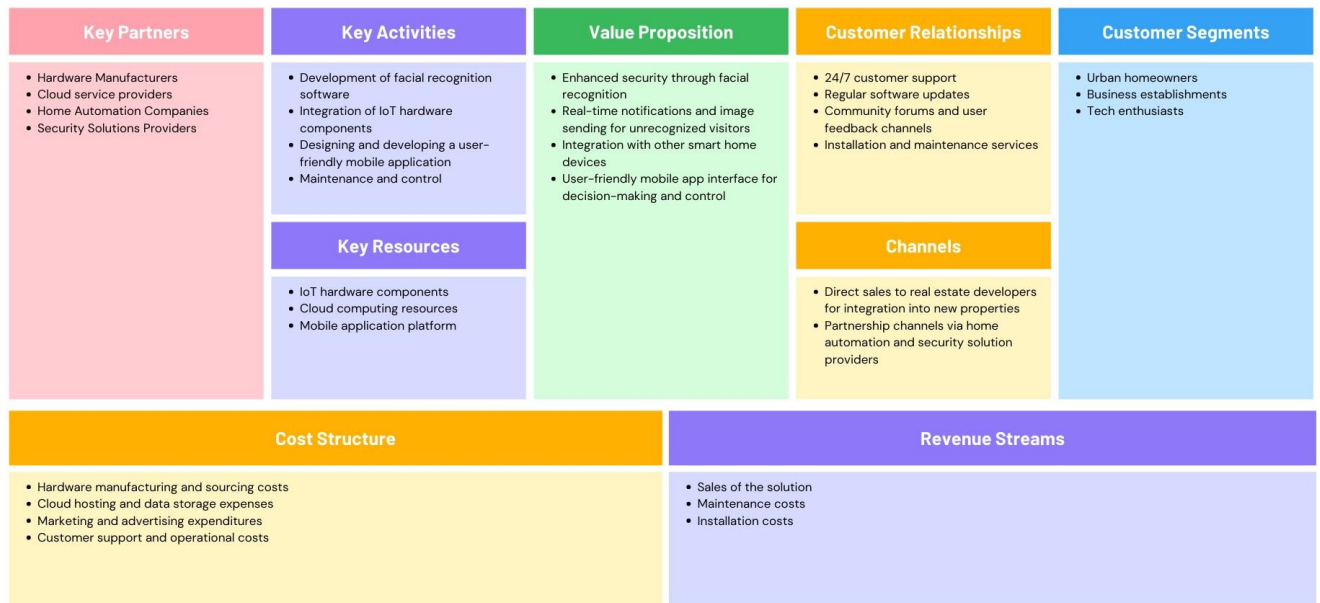 Key Partners
• Hardware Manufacturers
• Cloud service providers
• Home Automation Companies
• Security Solutions Providers
Key Activities
• Development of facial recognition
software
• Integration of IoT hardware
components
• Designing and developing a user-
friendly mobile application
• Maintenance and control
Key Resources
• IoT hardware components
• Cloud computing resources
• Mobile application platform
Value Proposition
• Enhanced security through facial
recognition
• Real-time notifications and image
sending for unrecognized visitors
• Integration with other smart home
devices
• User-friendly mobile app interface for
decision-making and control
Customer Relationships
• 24/7 customer support
• Regular software updates
• Community forums and user
feedback channels
• Installation and maintenance services
Channels
• Direct sales to real estate developers
for integration into new properties
• Partnership channels via home
automation and security solution
providers
Customer Segments
• Urban homeowners
• Business establishments
• Tech enthusiasts
Cost Structure
• Hardware manufacturing and sourcing costs
• Cloud hosting and data storage expenses
• Marketing and advertising expenditures
• Customer support and operational costs
Revenue Streams
• Sales of the solution
• Maintenance costs
• Installation costs